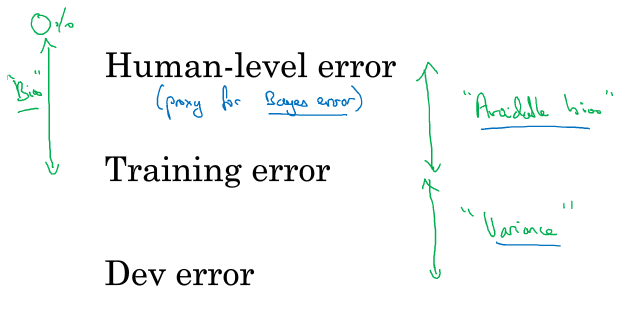 0%
Human-level error
"Bias"
(proxy for Bayes error)
"Avoidable bias"
Training error
"Variance"
Dev error